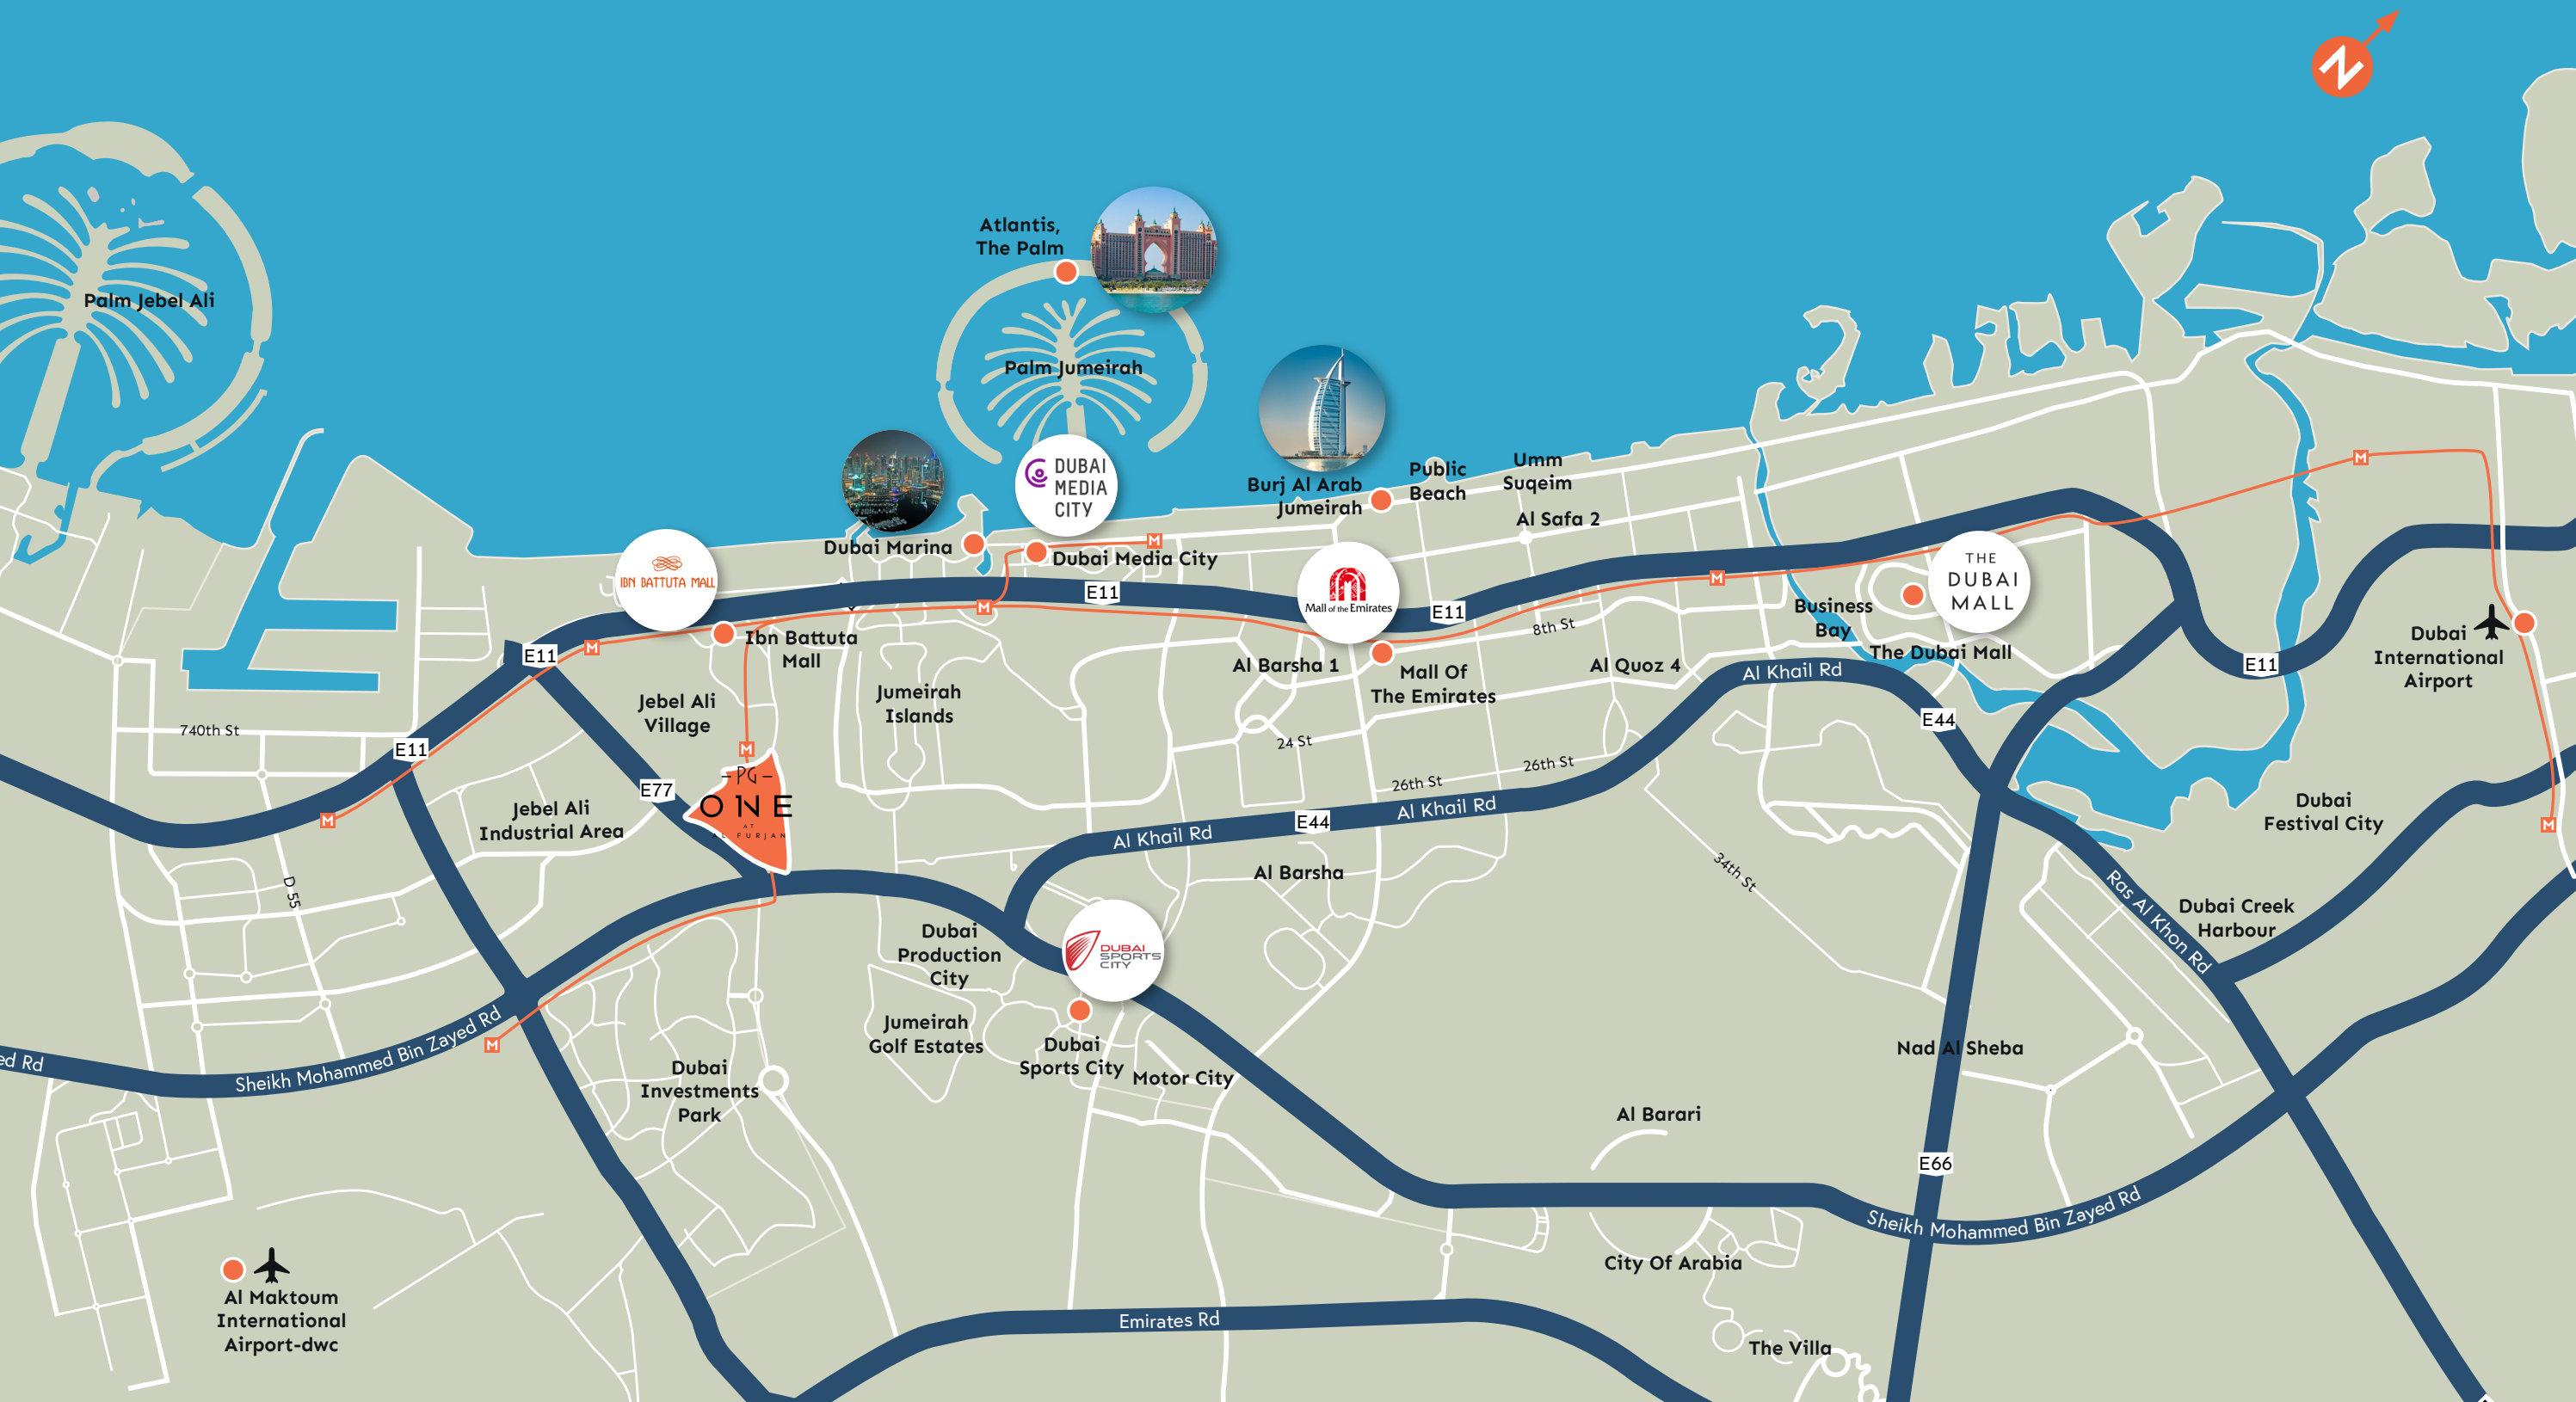 N
Atlantis,
The Palm
Palm Jebel Ali
Palm Jumeirah
DUBAI
MEDIA
CITY
Burj Al Arab
Jumeirah
Public
Beach
Umm
Suqeim
Al Safa 2
M
Dubai Marina
Dubai Media City
M
IBN BATTUTA MALL
E11
Mall of the Emirates
E11
M
THE
DUBAI
MALL
Business
Bay
The Dubai Mall
M
8th St
Ibn Battuta
Mall
M
E11
Al Barsha 1
Mall Of
The Emirates
Al Quoz 4
Al Khail Rd
E11
Dubai
International
Airport
Jebel Ali
Village
Jumeirah
Islands
E44
740th St
E11
M
24 St
26th St
26th St
E77
PG
ONE
AT
AL FURJAN
Jebel Ali
Industrial Area
M
Al Khail Rd
E44
Al Khail Rd
Dubai
Festival City
M
Al Barsha
34th St
D 55
Ras Al Khon Rd
Dubai Creek
Harbour
Dubai
Production
City
DUBAI
SPORTS
CITY
Jumeirah
Golf Estates
Dubai
Sports City
Motor City
M
ed Rd
Sheikh Mohammed Bin Zayed Rd
Nad Al Sheba
Dubai
Investments
Park
Al Barari
E66
Sheikh Mohammed Bin Zayed Rd
City Of Arabia
Al Maktoum
International
Airport-dwc
Emirates Rd
The Villa